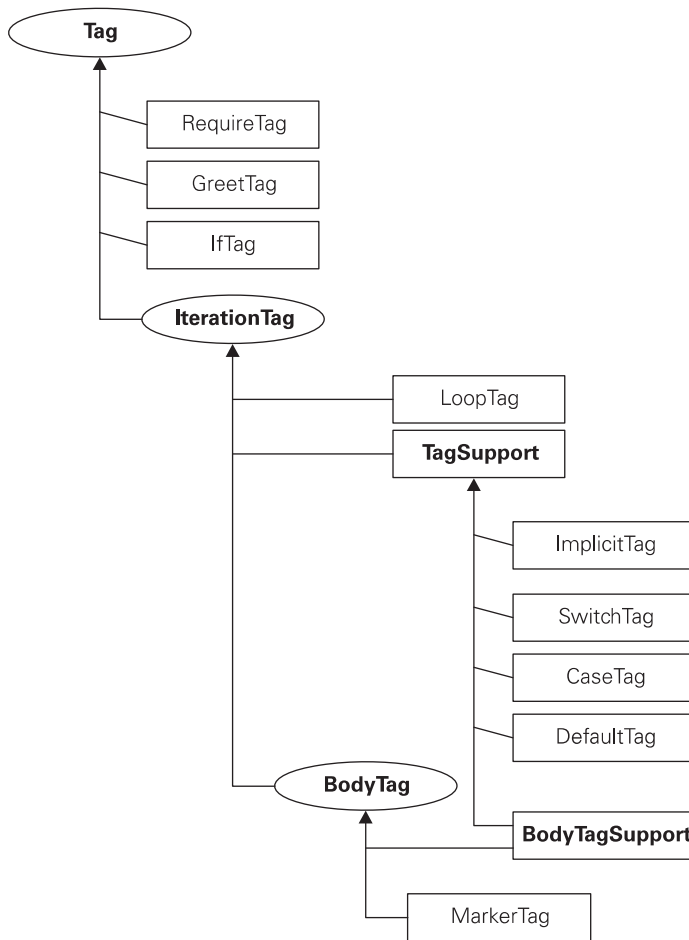 Tag
RequireTag
GreetTag
IfTag
IterationTag
LoopTag
TagSupport
ImplicitTag
SwitchTag
CaseTag
DefaultTag
BodyTag
BodyTagSupport
MarkerTag